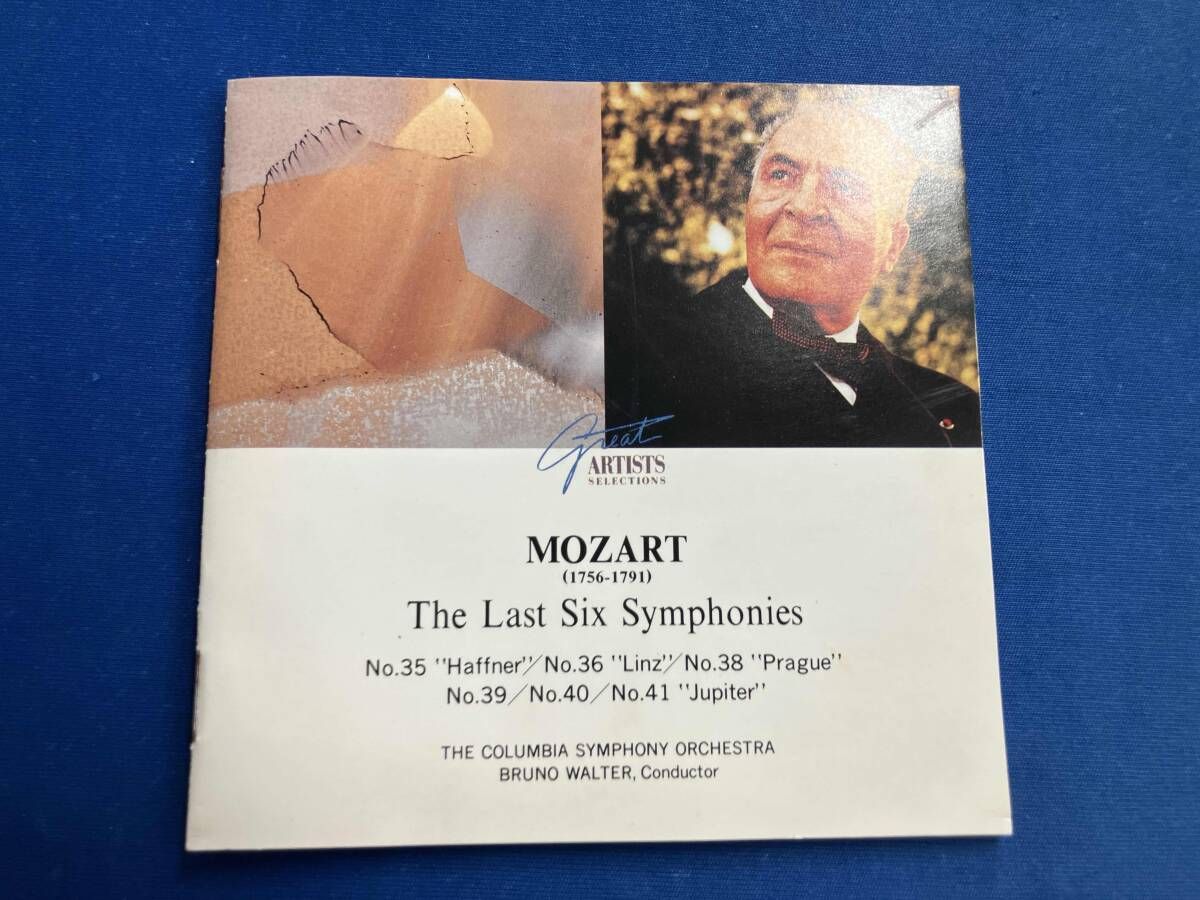 Great
ARTISTS
SELECTIONS
MOZART
(1756-1791)
The Last Six Symphonies
No.35 "Haffner"/No.36 "Linz"/No.38 "Prague"
No.39/No.40/No.41 "Jupiter"
THE COLUMBIA SYMPHONY ORCHESTRA
BRUNO WALTER, Conductor